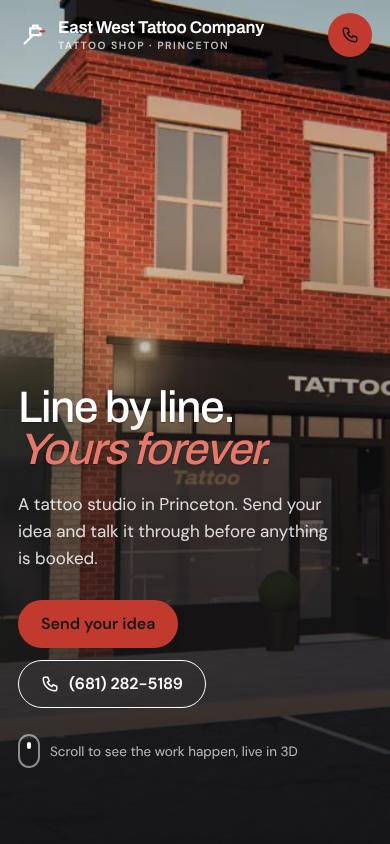 East West Tattoo Company
TATTOO SHOP · PRINCETON
TATTOO
Line by line.
Yours forever.
Tattoo
A tattoo studio in Princeton. Send your
idea and talk it through before anything
is booked.
Send your idea
(681) 282-5189
Scroll to see the work happen, live in 3D